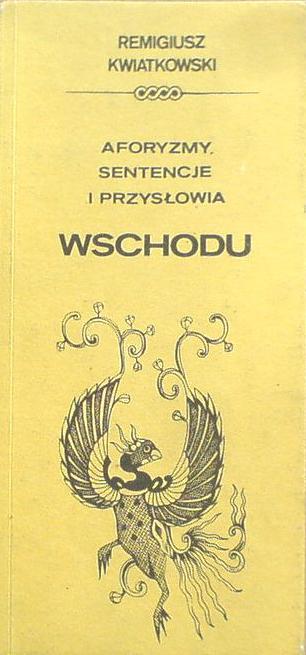 REMIGIUSZ
KWIATKOWSKI
AFORYZMY,
SENTENCJE
I PRZYSŁOWIA
WSCHODU